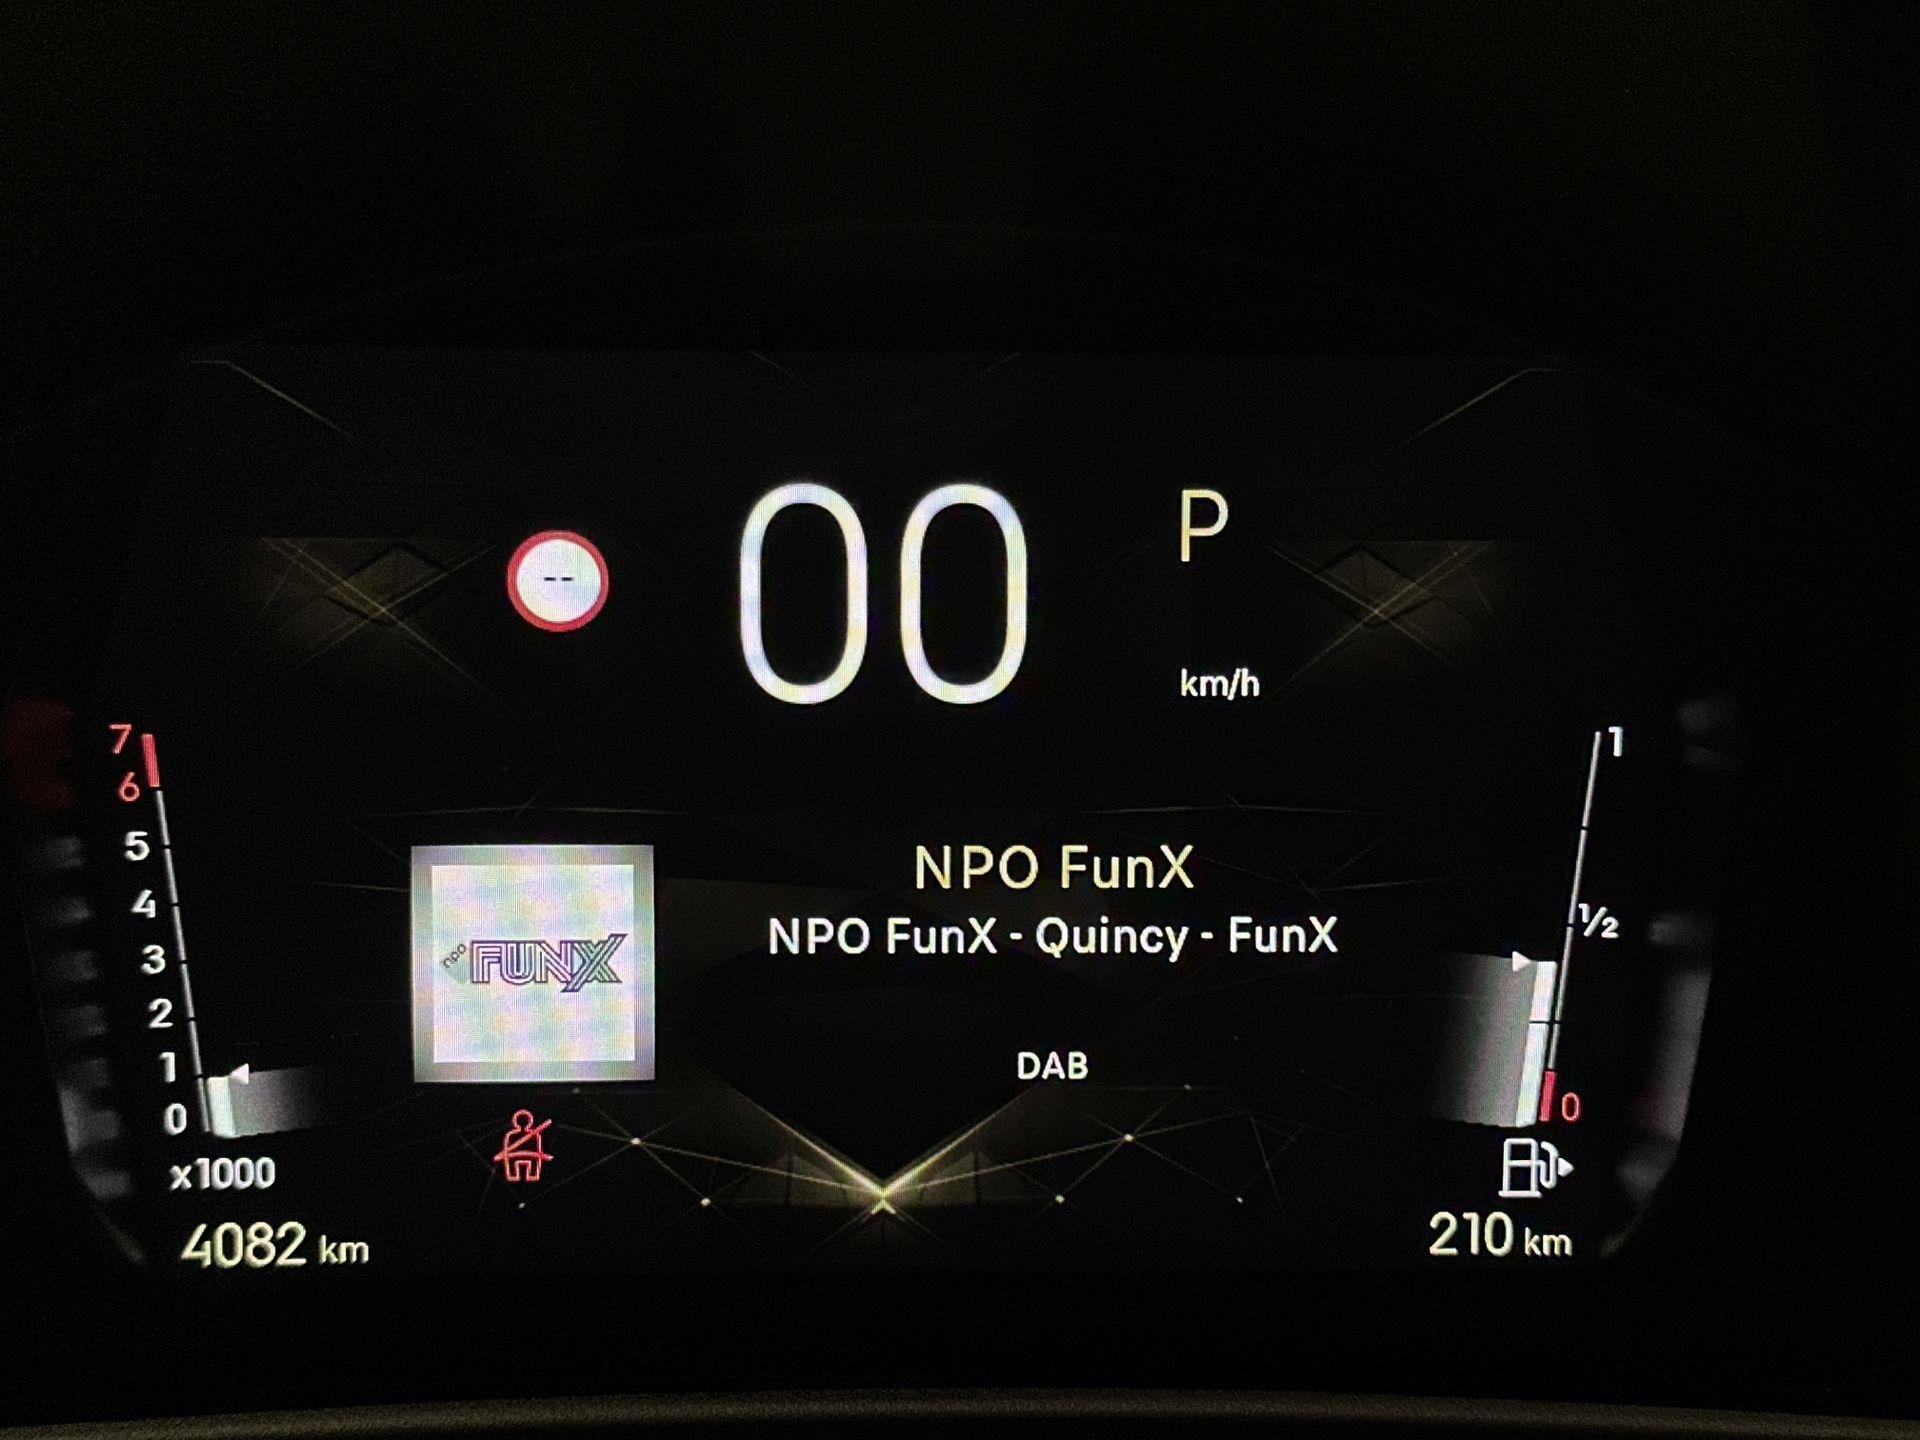 00
P
--
km/h
7
6
5
4
3
2
1
0
x1000
4082 km
npo FUNX
NPO FunX
NPO FunX - Quincy - FunX
DAB
1
1/2
0
210 km